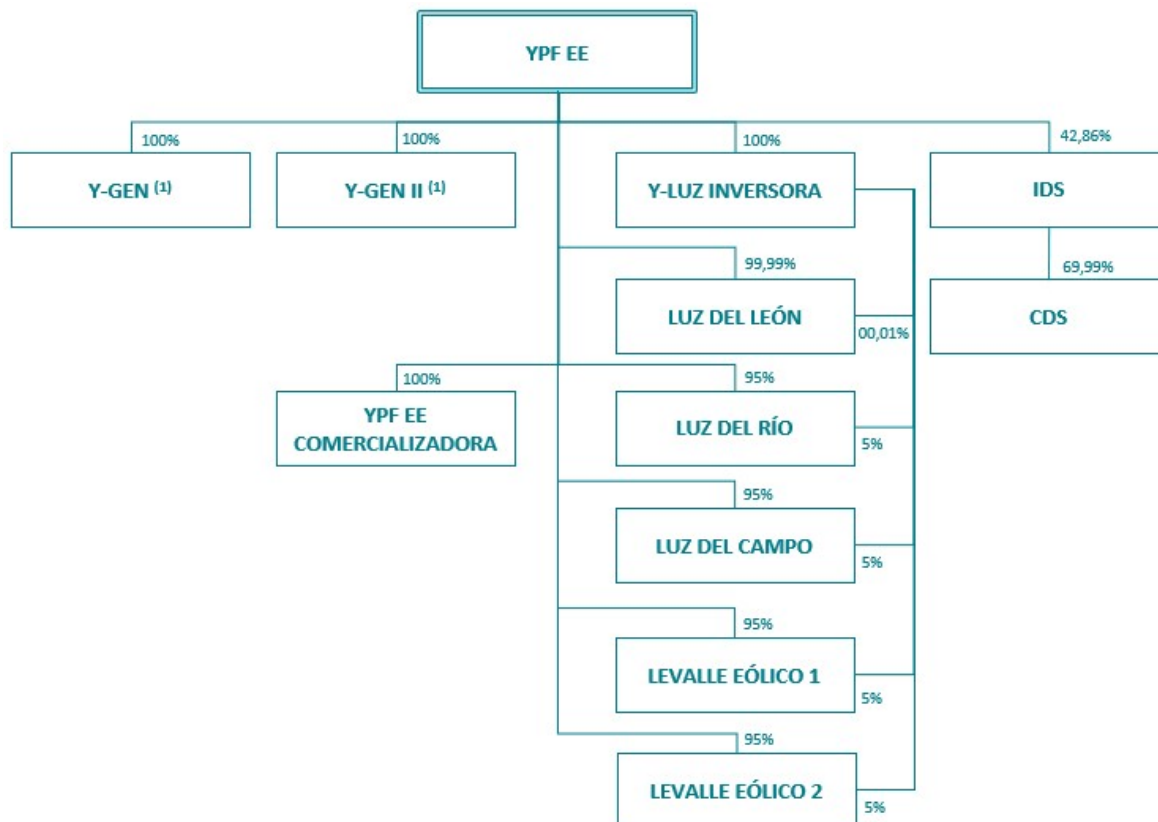 YPF EE
100%
100%
100%
42,86%
Y-GEN (1)
Y-GEN II (1)
Y-LUZ INVERSORA
IDS
99,99%
69,99%
LUZ DEL LEÓN
00,01%
CDS
100%
95%
YPF EE
COMERCIALIZADORA
LUZ DEL RÍO
5%
95%
LUZ DEL CAMPO
5%
95%
LEVALLE EÓLICO 1
5%
95%
LEVALLE EÓLICO 2
5%